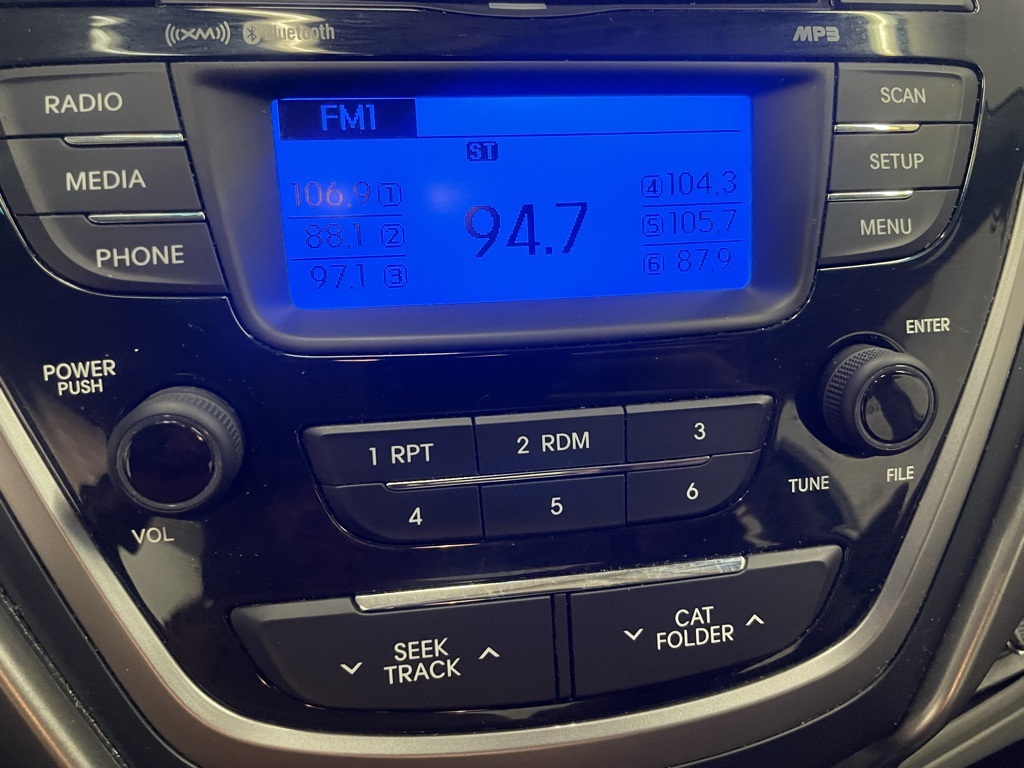 XM Bluetooth MP3
RADIO
MEDIA
PHONE
FM1
ST
106.9 1
88.1 2
97.1 3
94.7
4 104.3
5 105.7
6 87.9
SCAN
SETUP
MENU
POWER
PUSH
VOL
1 RPT
2 RDM
3
4
5
6
ENTER
TUNE
FILE
SEEK
TRACK
CAT
FOLDER